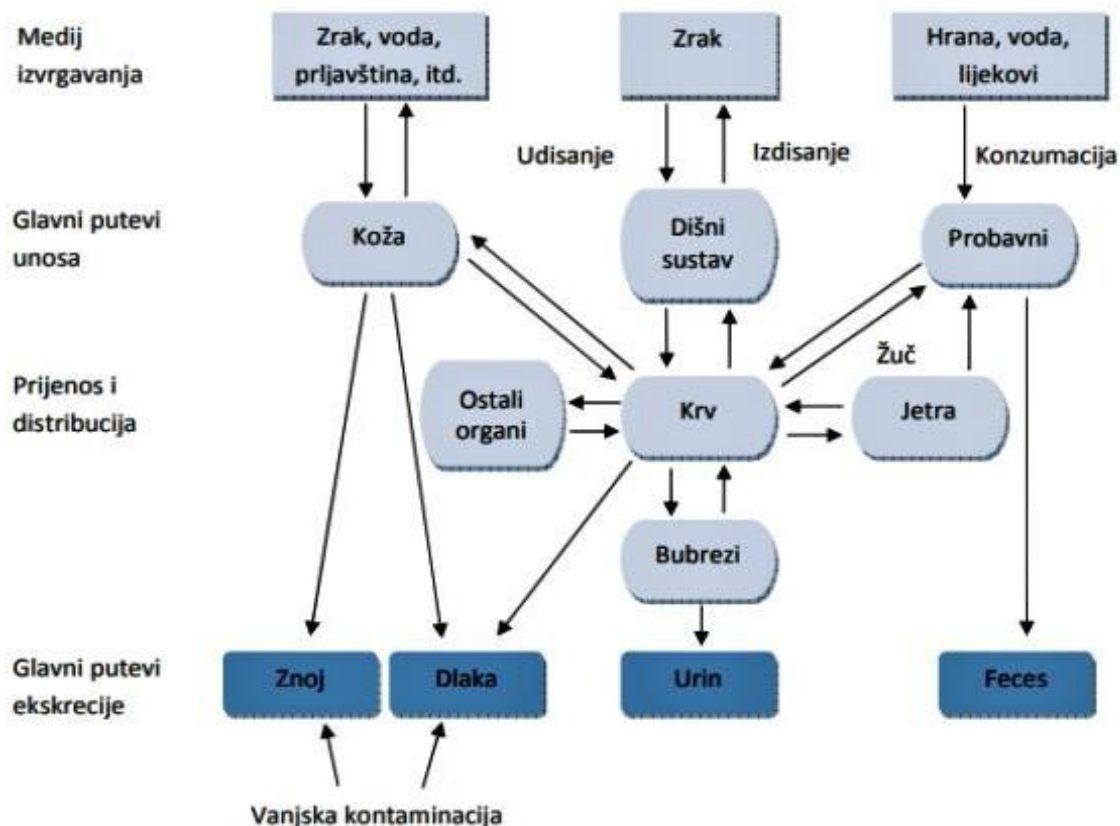 Medij
izvrgavanja
Zrak, voda,
prljavština, itd.
Zrak
Hrana, voda,
lijekovi
Udisanje
Izdisanje
Konzumacija
Glavni putevi
unosa
Koža
Dišni
sustav
Probavni
Prijenos i
distribucija
Ostali
organi
Krv
Žuč
Jetra
Bubrezi
Glavni putevi
ekskrecije
Znoj
Dlaka
Urin
Feces
Vanjska kontaminacija